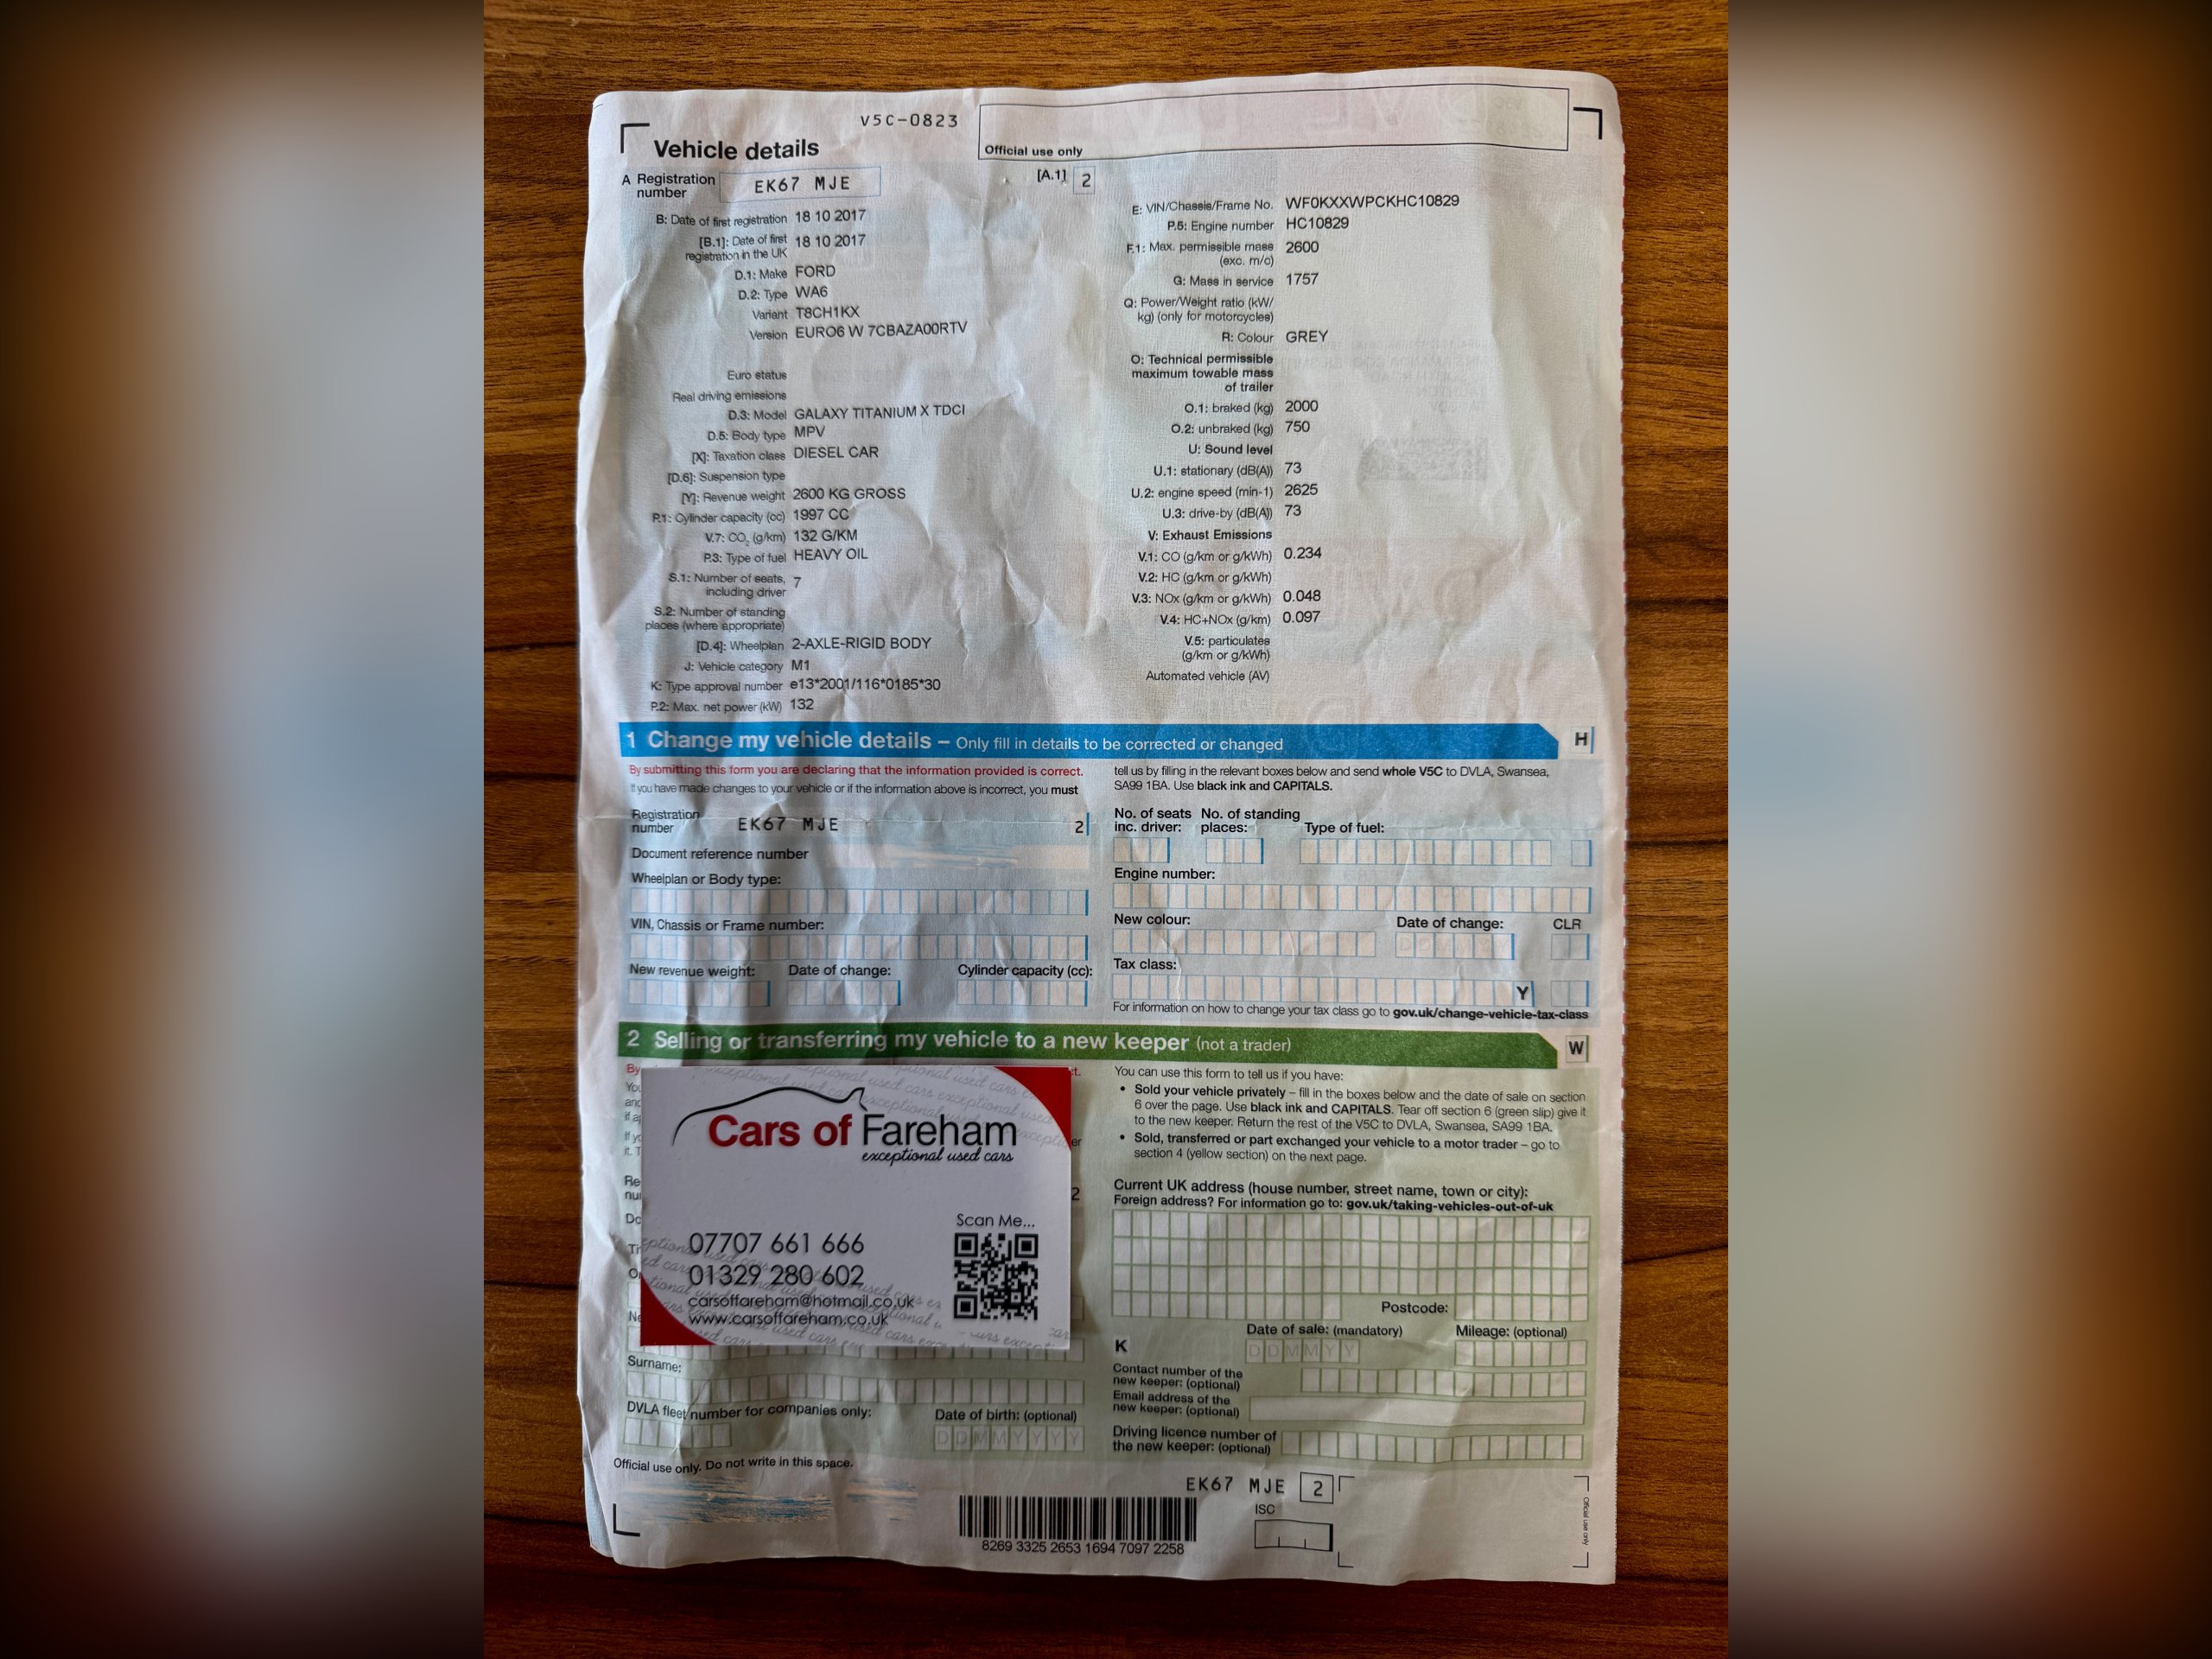 V5C-0823
Vehicle details
Official use only
A Registration number EK67 MJE
[A.1] 2
B: Date of first registration 18 10 2017
[B.1]: Date of first registration in the UK 18 10 2017
D.1: Make FORD
D.2: Type WA6
Variant T8CH1KX
Version EURO6 W 7CBAZA00RTV
Euro status
Real driving emissions
D.3: Model GALAXY TITANIUM X TDCI
D.5: Body type MPV
[X]: Taxation class DIESEL CAR
[D.6]: Suspension type
[Y]: Revenue weight 2600 KG GROSS
P.1: Cylinder capacity (cc) 1997 CC
V.7: CO2 (g/km) 132 G/KM
P.3: Type of fuel HEAVY OIL
S.1: Number of seats, including driver 7
S.2: Number of standing places (where appropriate)
[D.4]: Wheelplan 2-AXLE-RIGID BODY
J: Vehicle category M1
K: Type approval number e13*2001/116*0185*30
P.2: Max. net power (kW) 132
E: VIN/Chassis/Frame No. WF0KXXWPCKHC10829
P.5: Engine number HC10829
F.1: Max. permissible mass (exc. m/c) 2600
G: Mass in service 1757
Q: Power/Weight ratio (kW/kg) (only for motorcycles)
R: Colour GREY
O: Technical permissible maximum towable mass of trailer
O.1: braked (kg) 2000
O.2: unbraked (kg) 750
U: Sound level
U.1: stationary (dB(A)) 73
U.2: engine speed (min-1) 2625
U.3: drive-by (dB(A)) 73
V: Exhaust Emissions
V.1: CO (g/km or g/kWh) 0.234
V.2: HC (g/km or g/kWh)
V.3: NOx (g/km or g/kWh) 0.048
V.4: HC+NOx (g/km) 0.097
V.5: particulates (g/km or g/kWh)
Automated vehicle (AV)
1 Change my vehicle details – Only fill in details to be corrected or changed H
By submitting this form you are declaring that the information provided is correct.
If you have made changes to your vehicle or if the information above is incorrect, you must
tell us by filling in the relevant boxes below and send whole V5C to DVLA, Swansea,
SA99 1BA. Use black ink and CAPITALS.
Registration number EK67 MJE 2
Document reference number
Wheelplan or Body type:
VIN, Chassis or Frame number:
New revenue weight: Date of change: Cylinder capacity (cc):
No. of seats inc. driver: No. of standing places: Type of fuel:
Engine number:
New colour: Date of change: CLR
Tax class:
Y
For information on how to change your tax class go to gov.uk/change-vehicle-tax-class
2 Selling or transferring my vehicle to a new keeper (not a trader) W
By
Cars of Fareham
exceptional used cars
Scan Me...
07707 661 666
01329 280 602
carsoffareham@hotmail.co.uk
www.carsoffareham.co.uk
2
Surname:
DVLA fleet number for companies only: Date of birth: (optional)
DDMMYYYY
You can use this form to tell us if you have:
• Sold your vehicle privately – fill in the boxes below and the date of sale on section
6 over the page. Use black ink and CAPITALS. Tear off section 6 (green slip) give it
to the new keeper. Return the rest of the V5C to DVLA, Swansea, SA99 1BA.
• Sold, transferred or part exchanged your vehicle to a motor trader – go to
section 4 (yellow section) on the next page.
Current UK address (house number, street name, town or city):
Foreign address? For information go to: gov.uk/taking-vehicles-out-of-uk
Postcode:
K Date of sale: (mandatory) Mileage: (optional)
DDMMYY
Contact number of the new keeper: (optional)
Email address of the new keeper: (optional)
Driving licence number of the new keeper: (optional)
Official use only. Do not write in this space.
EK67 MJE 2
ISC
8269 3325 2653 1694 7097 2258
Official use only